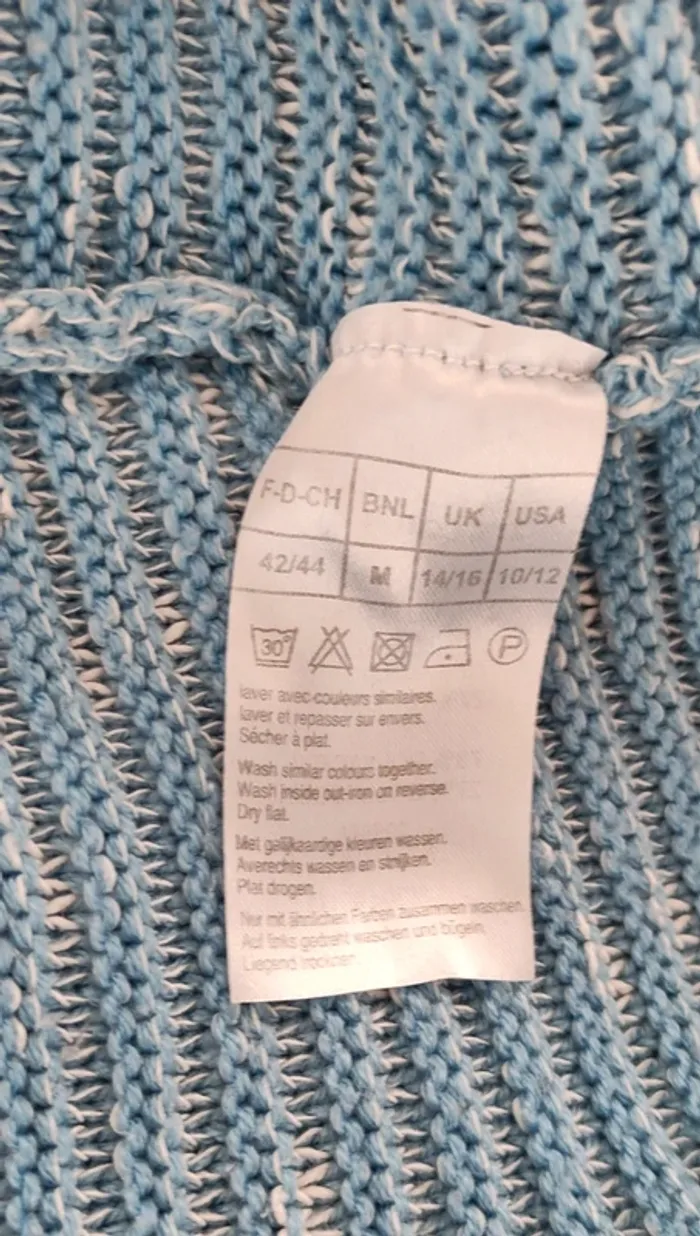 F-D-CH BNL UK USA
42/44 M 14/16 10/12
30° P
laver avec couleurs similaires.
laver et repasser sur envers.
Sécher à plat.
Wash similar colours together.
Wash inside out-iron on reverse.
Dry flat.
Met gelijkaardige kleuren wassen.
Averechts wassen en strijken.
Plat drogen.
Nur mit ähnlichen Farben zusammen waschen.
Auf links gedreht waschen und bügeln.
Liegend trocknen